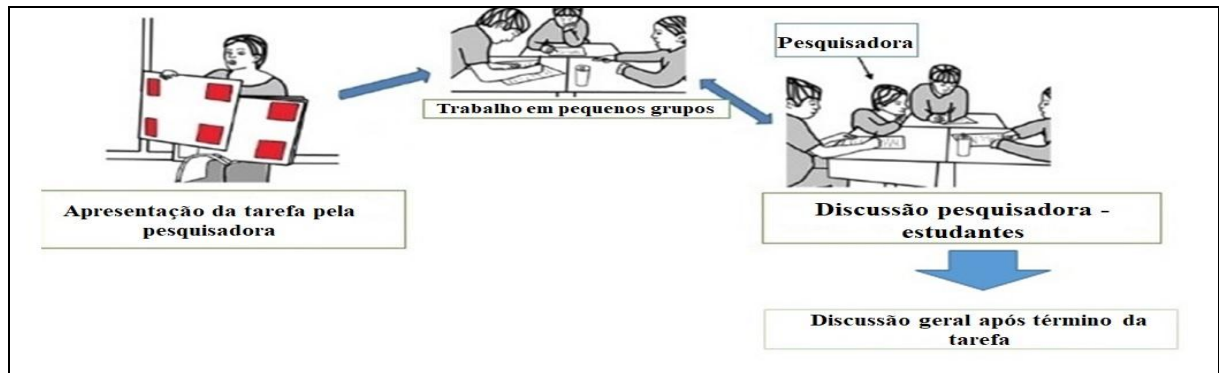 Apresentação da tarefa pela
pesquisadora
Trabalho em pequenos grupos
Pesquisadora
Discussão pesquisadora -
estudantes
Discussão geral após término da
tarefa